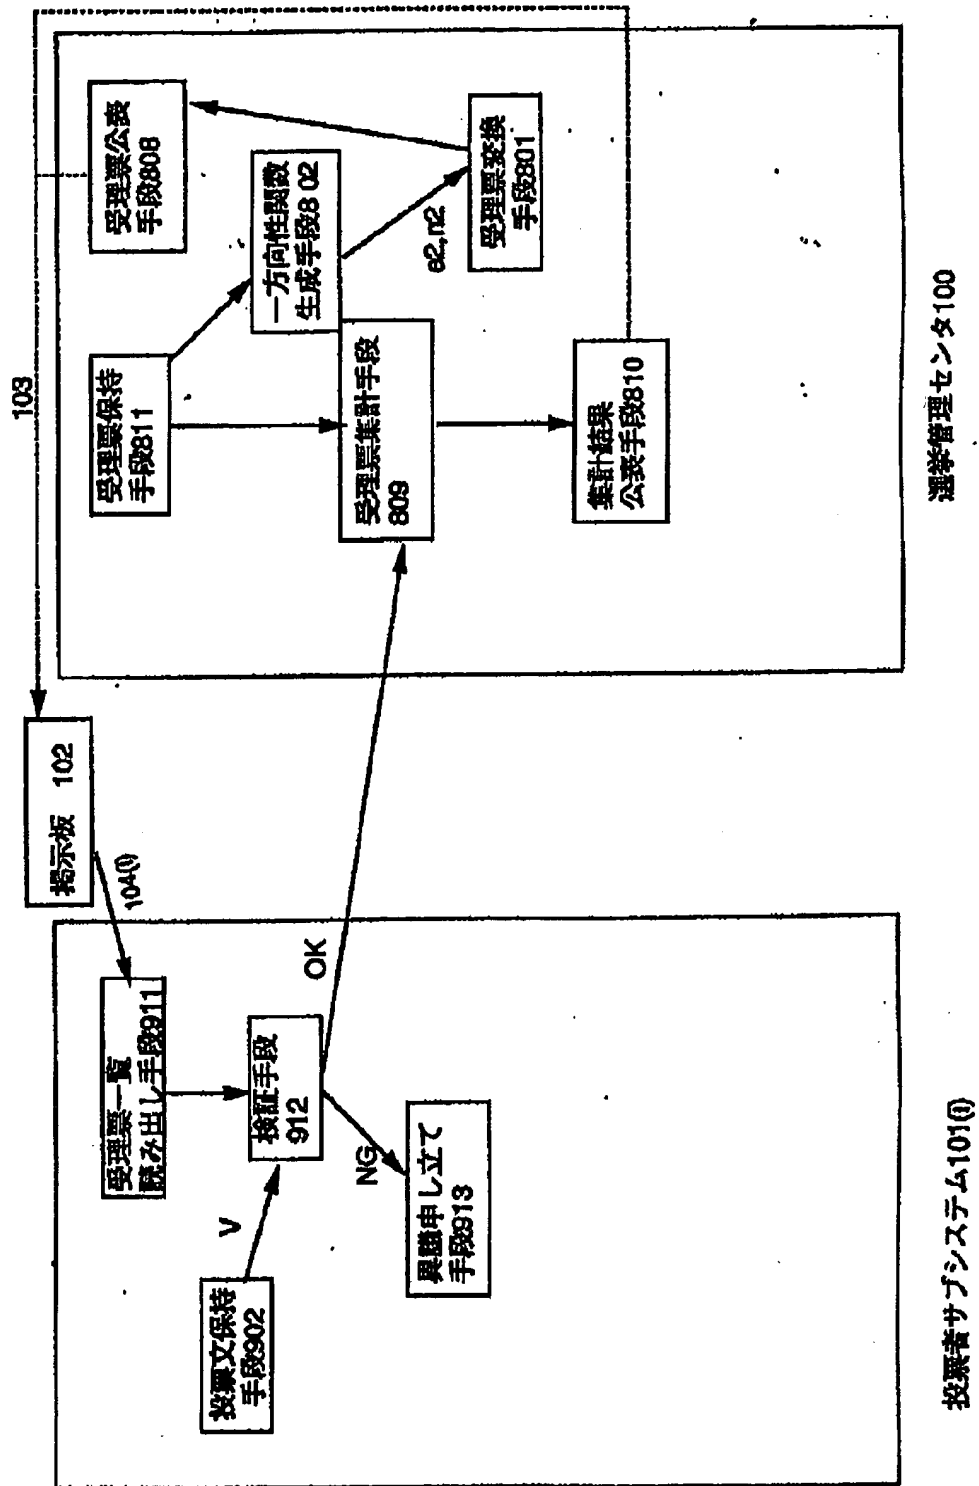 103
掲示板 102
104(i)
受理票一覧
読み出し手段911
検証手段
912
V
投票文保持
手段902
NG
異議申し立て
手段913
OK
投票者サブシステム101(i)
受理票保持
手段811
受理票公表
手段808
一方向性関数
生成手段8 02
e2,n2
受理票変換
手段801
受理票集計手段
809
集計結果
公表手段810
選挙管理センタ100